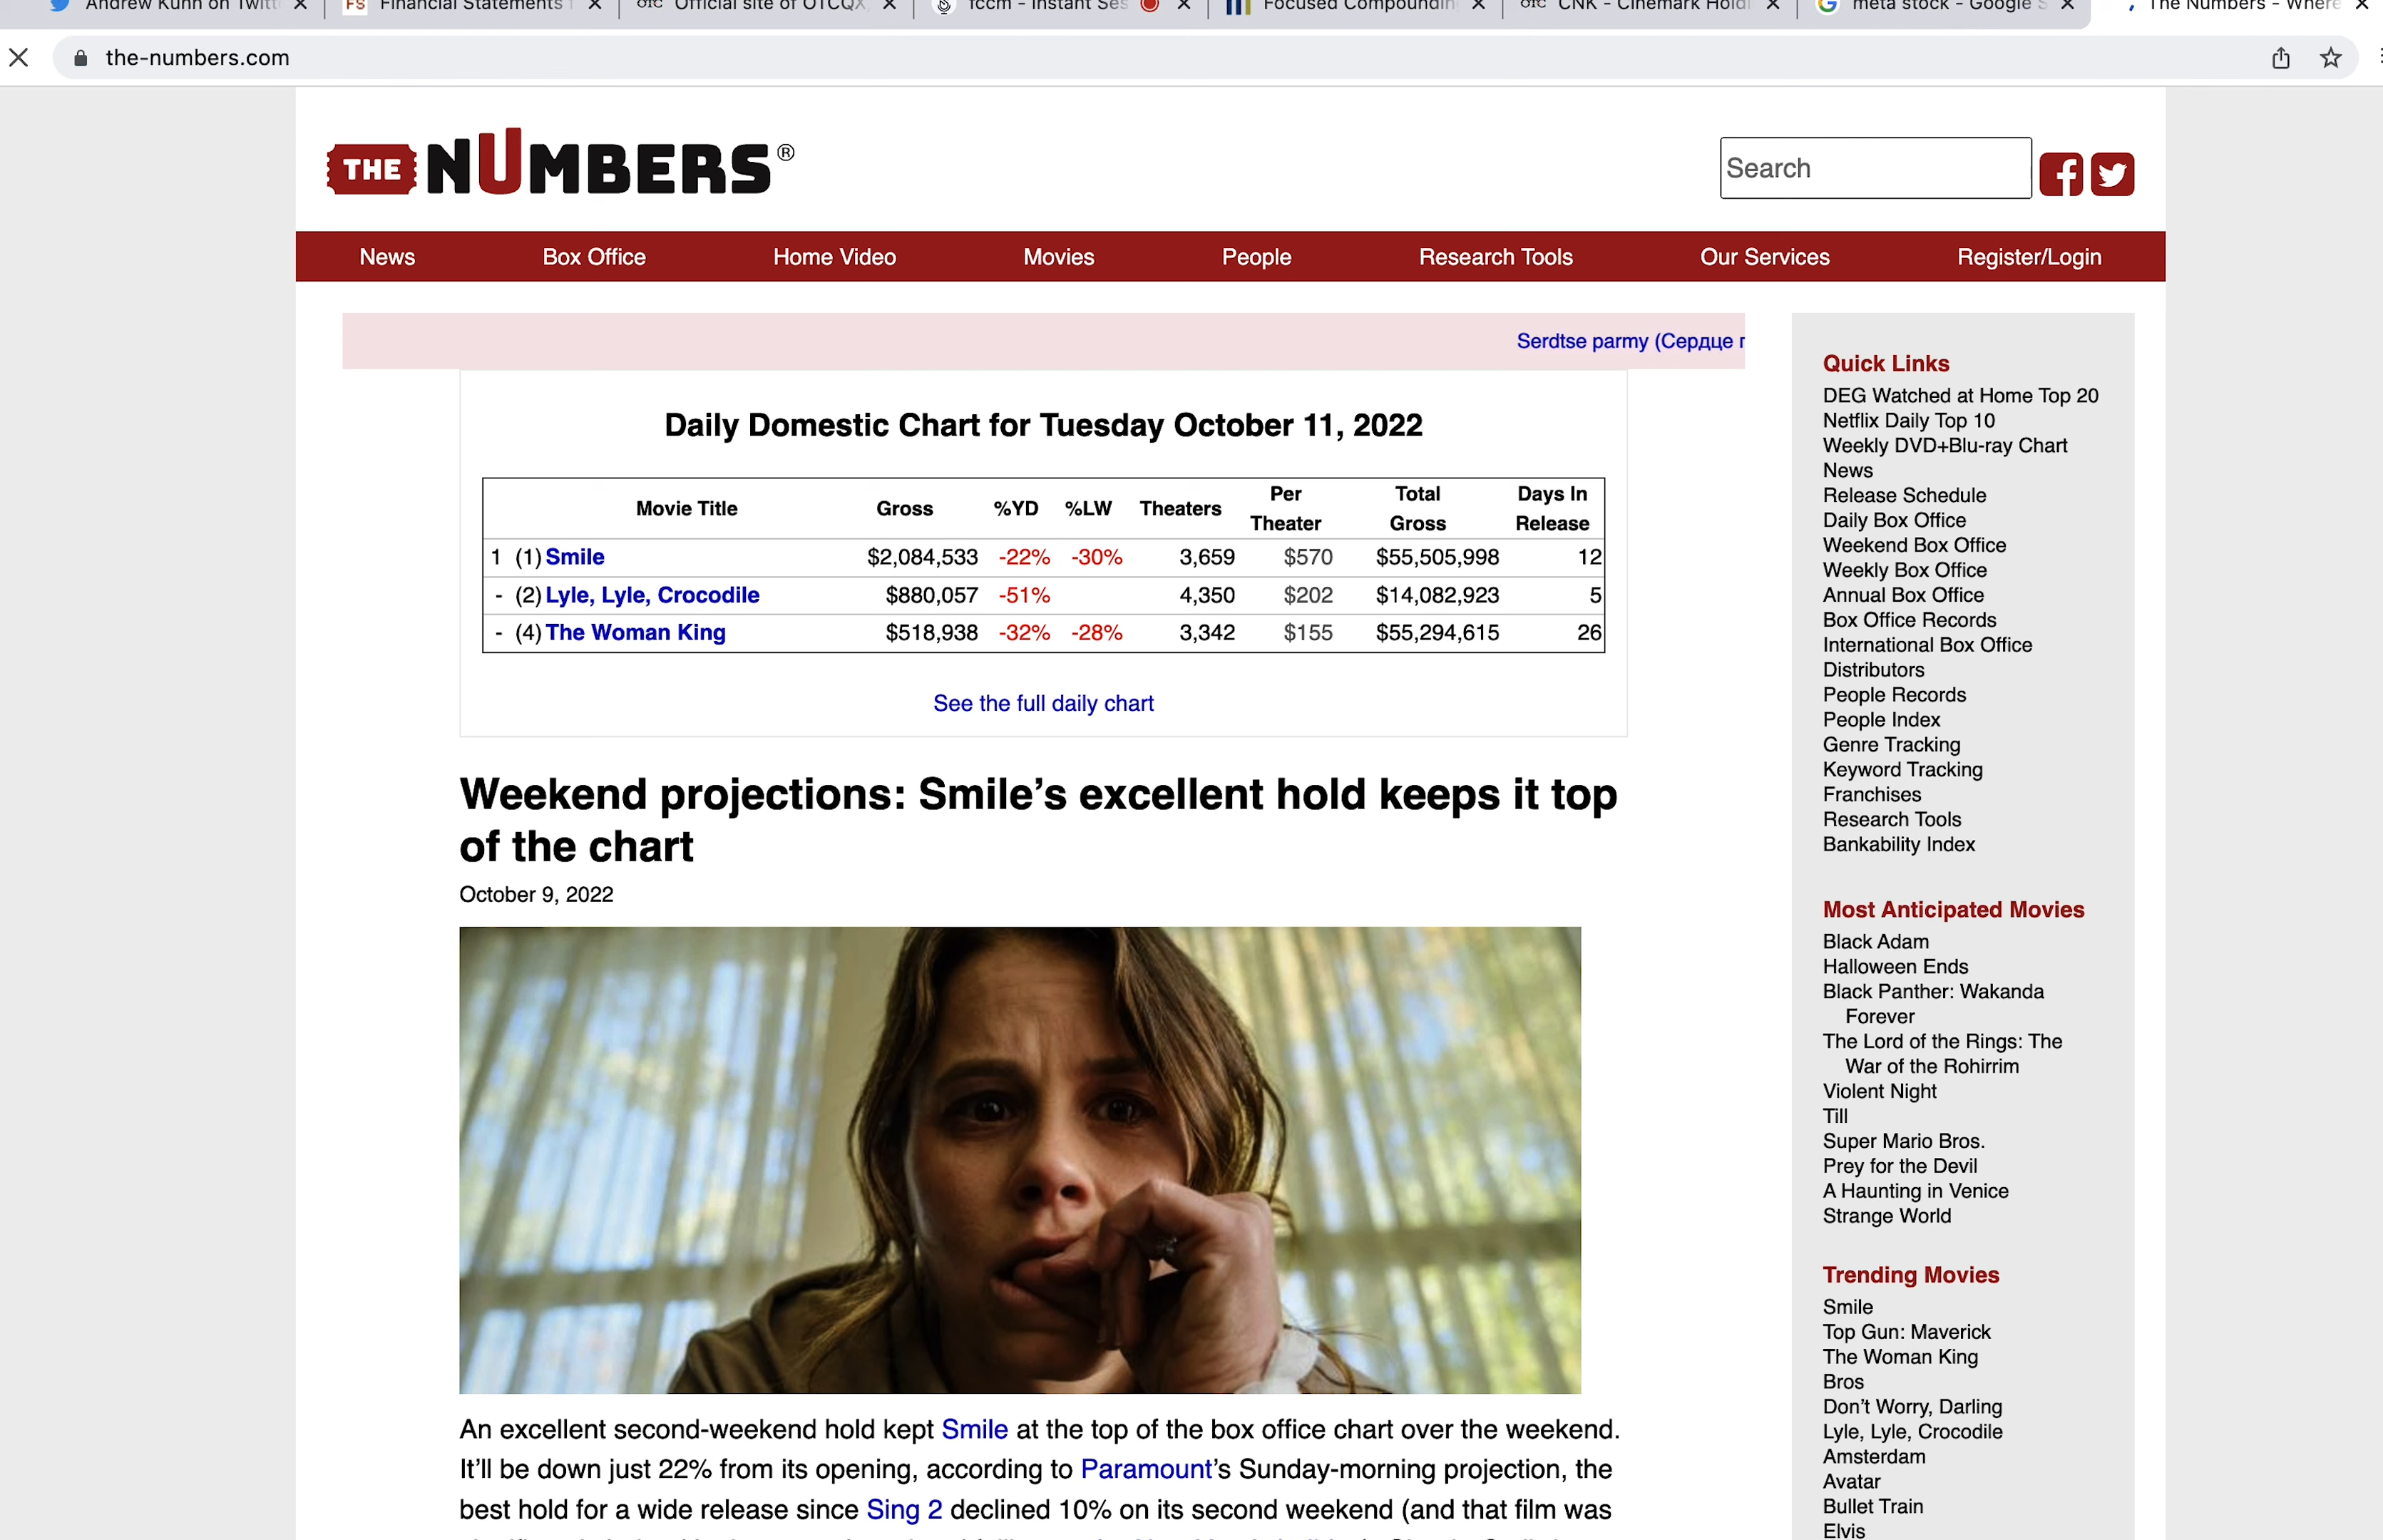 Andrew Kuhn on Twitt
FS Financial Statements
OTC Official site of OTCQX,
fccm - Instant Ses
Focused Compoundin
OTC CNK - Cinemark Hold
meta stock - Google S
The Numbers - Where
the-numbers.com
THE NUMBERS®
Search
News Box Office Home Video Movies People Research Tools Our Services Register/Login
Serdtse parmy (Сердце
Daily Domestic Chart for Tuesday October 11, 2022
Movie Title Gross %YD %LW Theaters Per Theater Total Gross Days In Release
1 (1) Smile $2,084,533 -22% -30% 3,659 $570 $55,505,998 12
- (2) Lyle, Lyle, Crocodile $880,057 -51% 4,350 $202 $14,082,923 5
- (4) The Woman King $518,938 -32% -28% 3,342 $155 $55,294,615 26
See the full daily chart
Weekend projections: Smile’s excellent hold keeps it top
of the chart
October 9, 2022
An excellent second-weekend hold kept Smile at the top of the box office chart over the weekend.
It’ll be down just 22% from its opening, according to Paramount’s Sunday-morning projection, the
best hold for a wide release since Sing 2 declined 10% on its second weekend (and that film was
Quick Links
DEG Watched at Home Top 20
Netflix Daily Top 10
Weekly DVD+Blu-ray Chart
News
Release Schedule
Daily Box Office
Weekend Box Office
Weekly Box Office
Annual Box Office
Box Office Records
International Box Office
Distributors
People Records
People Index
Genre Tracking
Keyword Tracking
Franchises
Research Tools
Bankability Index
Most Anticipated Movies
Black Adam
Halloween Ends
Black Panther: Wakanda
Forever
The Lord of the Rings: The
War of the Rohirrim
Violent Night
Till
Super Mario Bros.
Prey for the Devil
A Haunting in Venice
Strange World
Trending Movies
Smile
Top Gun: Maverick
The Woman King
Bros
Don’t Worry, Darling
Lyle, Lyle, Crocodile
Amsterdam
Avatar
Bullet Train
Elvis